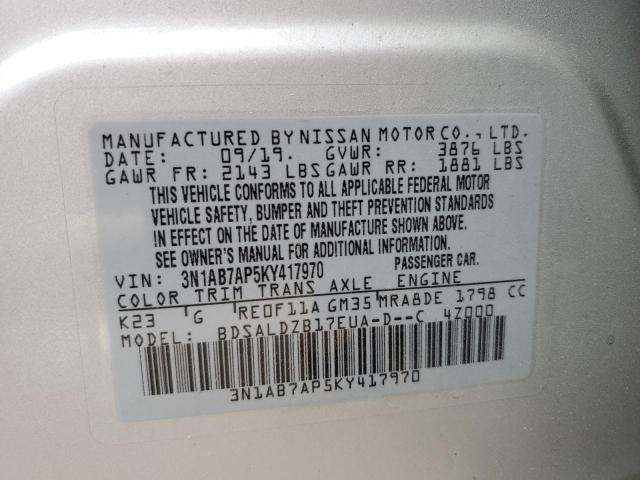 MANUFACTURED BY NISSAN MOTOR CO., LTD.
DATE: 09/19. GVWR: 3876 LBS
GAWR FR: 2143 LBS GAWR RR: 1881 LBS
THIS VEHICLE CONFORMS TO ALL APPLICABLE FEDERAL MOTOR
VEHICLE SAFETY, BUMPER AND THEFT PREVENTION STANDARDS
IN EFFECT ON THE DATE OF MANUFACTURE SHOWN ABOVE.
SEE OWNER'S MANUAL FOR ADDITIONAL INFORMATION.
VIN: 3N1AB7AP5KY417970 PASSENGER CAR.
COLOR TRIM TRANS AXLE ENGINE
K23 G RE0F11A GM35 MRA8DE 1798 CC
MODEL: BDSALDZB17EUA-D--C 4Z000
3N1AB7AP5KY417970